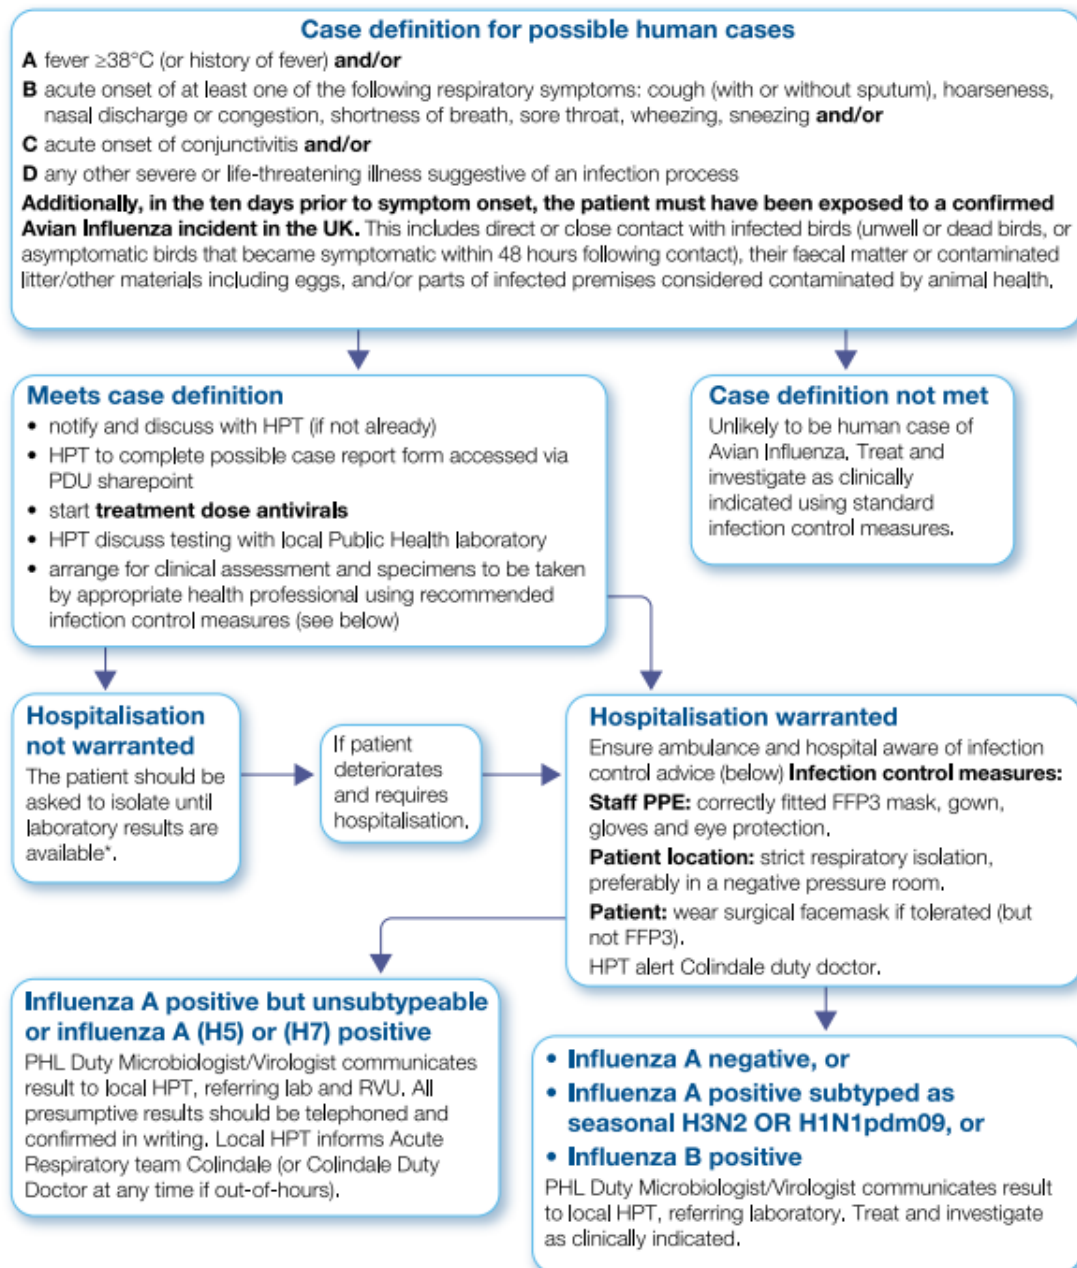 Case definition for possible human cases
A fever ≥38°C (or history of fever) and/or
B acute onset of at least one of the following respiratory symptoms: cough (with or without sputum), hoarseness,
nasal discharge or congestion, shortness of breath, sore throat, wheezing, sneezing and/or
C acute onset of conjunctivitis and/or
D any other severe or life-threatening illness suggestive of an infection process
Additionally, in the ten days prior to symptom onset, the patient must have been exposed to a confirmed
Avian Influenza incident in the UK. This includes direct or close contact with infected birds (unwell or dead birds, or
asymptomatic birds that became symptomatic within 48 hours following contact), their faecal matter or contaminated
litter/other materials including eggs, and/or parts of infected premises considered contaminated by animal health.
Meets case definition
• notify and discuss with HPT (if not already)
• HPT to complete possible case report form accessed via
PDU sharepoint
• start treatment dose antivirals
• HPT discuss testing with local Public Health laboratory
• arrange for clinical assessment and specimens to be taken
by appropriate health professional using recommended
infection control measures (see below)
Case definition not met
Unlikely to be human case of
Avian Influenza. Treat and
investigate as clinically
indicated using standard
infection control measures.
Hospitalisation
not warranted
The patient should be
asked to isolate until
laboratory results are
available*.
If patient
deteriorates
and requires
hospitalisation.
Hospitalisation warranted
Ensure ambulance and hospital aware of infection
control advice (below) Infection control measures:
Staff PPE: correctly fitted FFP3 mask, gown,
gloves and eye protection.
Patient location: strict respiratory isolation,
preferably in a negative pressure room.
Patient: wear surgical facemask if tolerated (but
not FFP3).
HPT alert Colindale duty doctor.
Influenza A positive but unsubtypeable
or influenza A (H5) or (H7) positive
PHL Duty Microbiologist/Virologist communicates
result to local HPT, referring lab and RVU. All
presumptive results should be telephoned and
confirmed in writing. Local HPT informs Acute
Respiratory team Colindale (or Colindale Duty
Doctor at any time if out-of-hours).
• Influenza A negative, or
• Influenza A positive subtyped as
seasonal H3N2 OR H1N1pdm09, or
• Influenza B positive
PHL Duty Microbiologist/Virologist communicates result
to local HPT, referring laboratory. Treat and investigate
as clinically indicated.